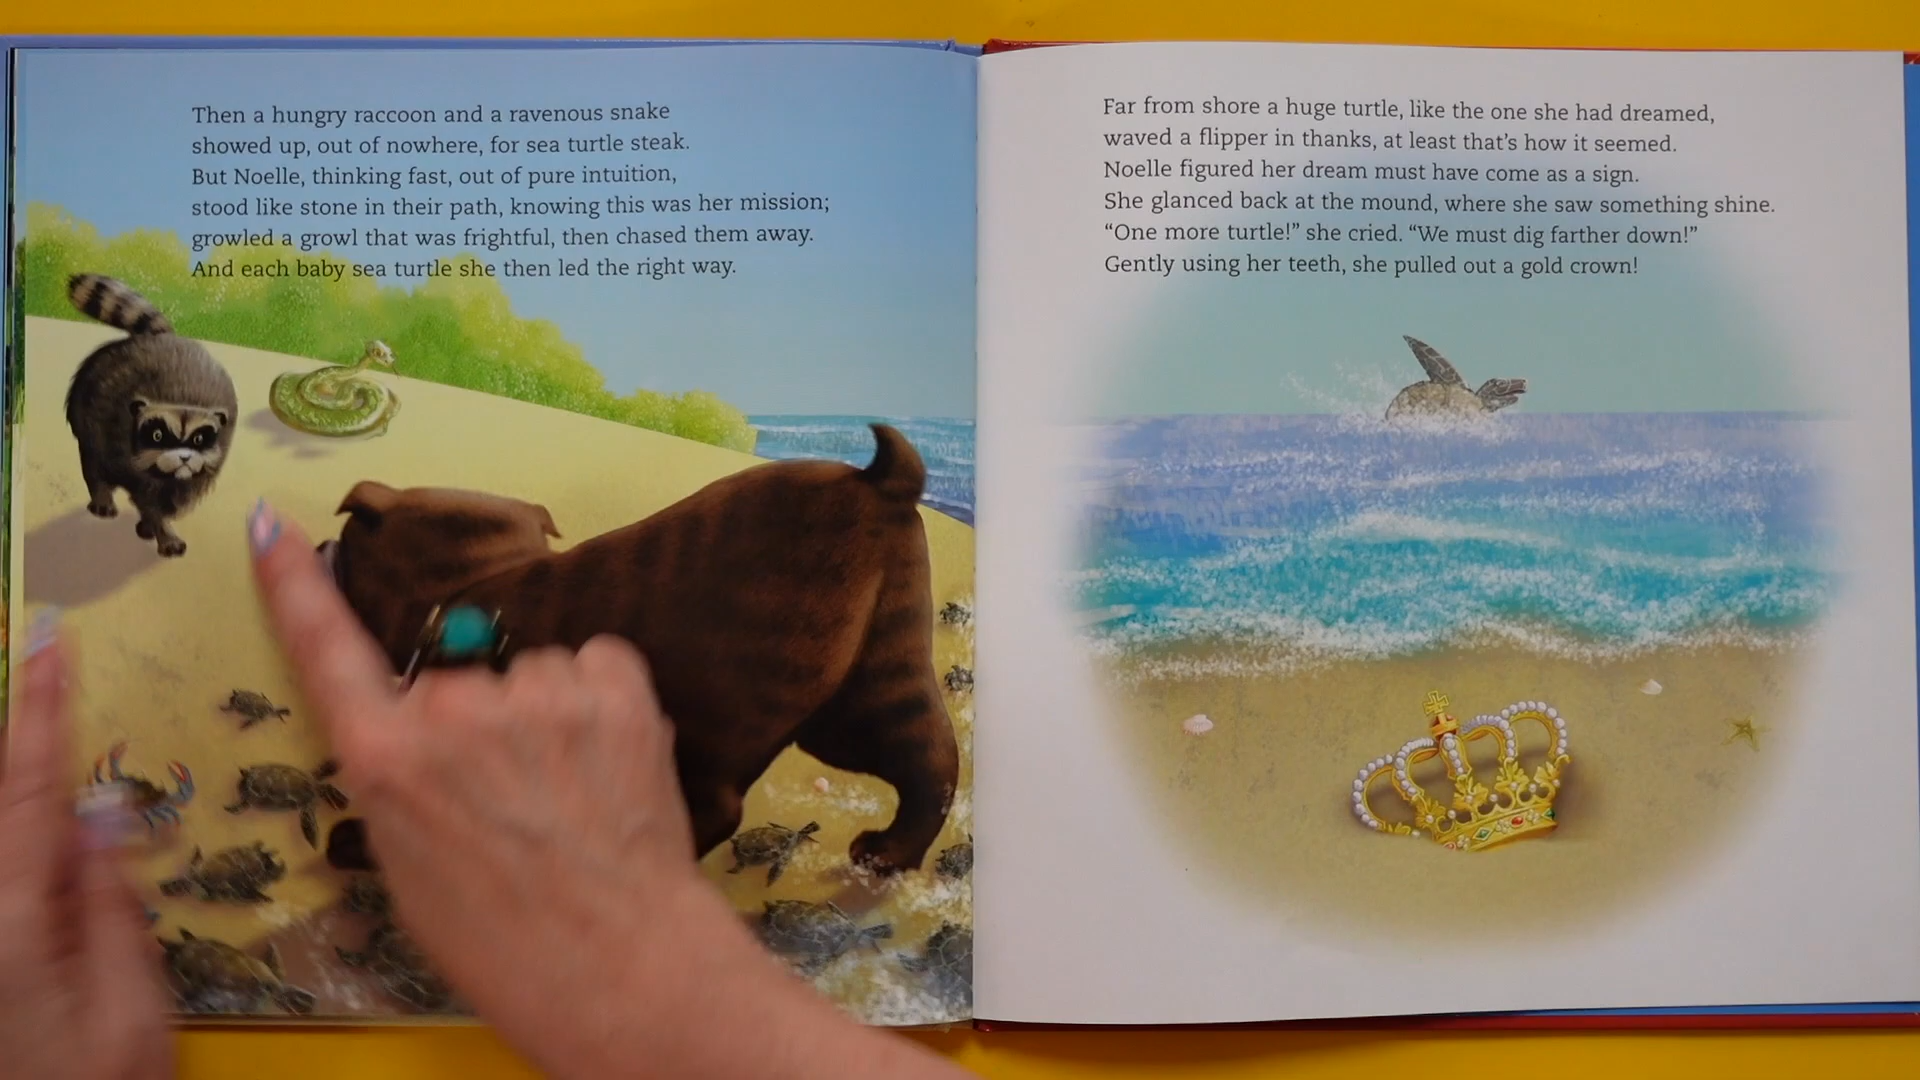 Then a hungry raccoon and a ravenous snake
showed up, out of nowhere, for sea turtle steak.
But Noelle, thinking fast, out of pure intuition,
stood like stone in their path, knowing this was her mission;
growled a growl that was frightful, then chased them away.
And each baby sea turtle she then led the right way.
Far from shore a huge turtle, like the one she had dreamed,
waved a flipper in thanks, at least that's how it seemed.
Noelle figured her dream must have come as a sign.
She glanced back at the mound, where she saw something shine.
“One more turtle!” she cried. “We must dig farther down!”
Gently using her teeth, she pulled out a gold crown!